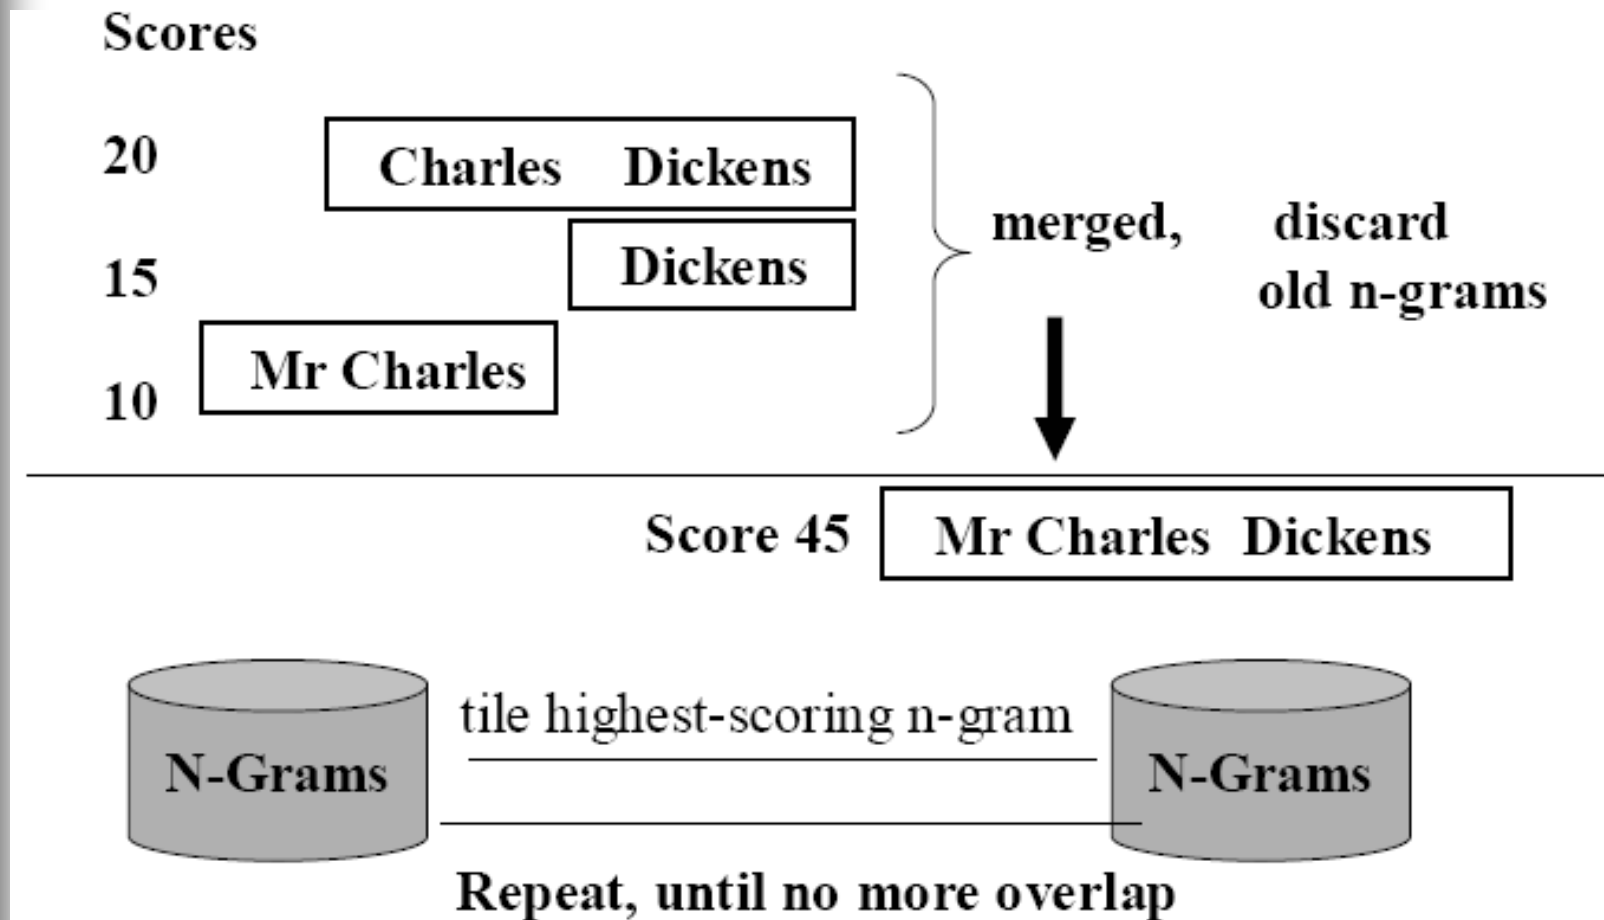 Scores
20
Charles Dickens
15
Dickens
10
Mr Charles
merged, discard
old n-grams
Score 45
Mr Charles Dickens
N-Grams
tile highest-scoring n-gram
N-Grams
Repeat, until no more overlap